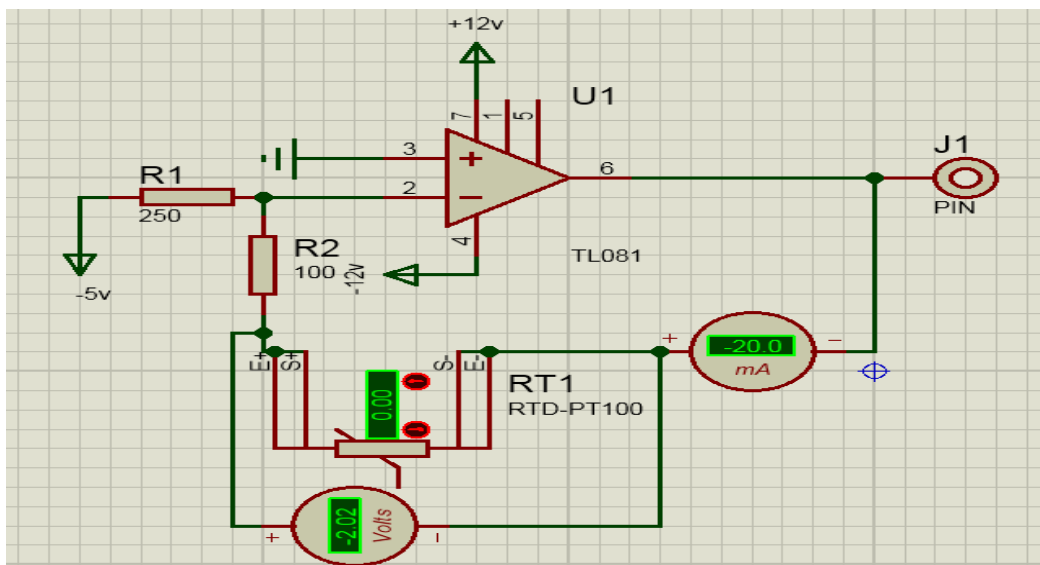 +12v
U1
7
1
5
3
+
6
J1
R1
2
−
PIN
250
4
R2
TL081
100
-12v
-5v
+
-20.0
−
mA
E+
S+
S-
E-
RT1
0.00
RTD-PT100
-2.02
Volts
+
-